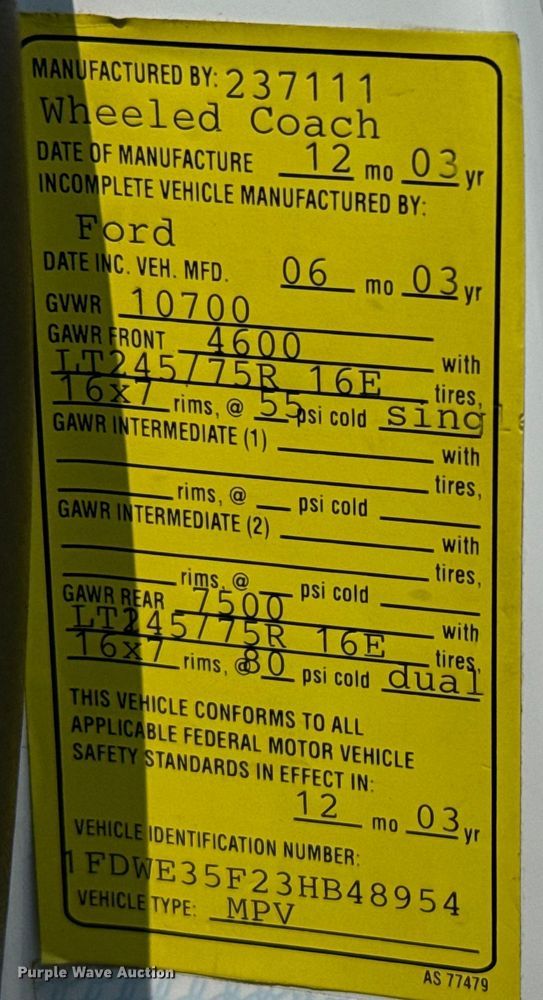 MANUFACTURED BY: 237111
Wheeled Coach
DATE OF MANUFACTURE 12 mo 03 yr
INCOMPLETE VEHICLE MANUFACTURED BY:
Ford
DATE INC. VEH. MFD. 06 mo 03 yr
GVWR 10700
GAWR FRONT 4600 with
LT245/75R 16E tires,
16x7 rims, @ 55 psi cold single
GAWR INTERMEDIATE (1) with
tires,
rims, @ psi cold
GAWR INTERMEDIATE (2) with
tires,
rims, @ psi cold
GAWR REAR 7500 with
LT245/75R 16E tires,
16x7 rims, @ 80 psi cold dual
THIS VEHICLE CONFORMS TO ALL
APPLICABLE FEDERAL MOTOR VEHICLE
SAFETY STANDARDS IN EFFECT IN:
12 mo 03 yr
VEHICLE IDENTIFICATION NUMBER:
1FDWE35F23HB48954
VEHICLE TYPE: MPV
AS 77479
Purple Wave Auction